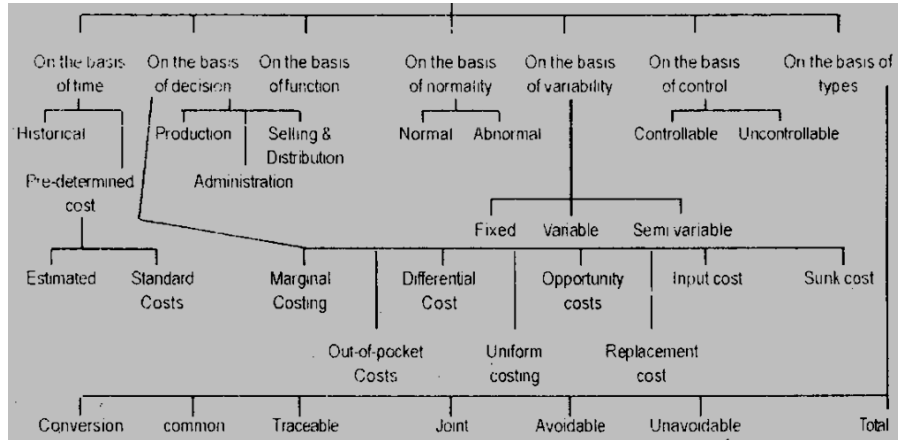 On the basis of time
On the basis of decision
On the basis of function
On the basis of normality
On the basis of variability
On the basis of control
On the basis of types
Historical
Production
Selling & Distribution
Normal
Abnormal
Controllable
Uncontrollable
Pre-determined cost
Administration
Fixed
Variable
Semi variable
Estimated
Standard Costs
Marginal Costing
Differential Cost
Opportunity costs
Input cost
Sunk cost
Out-of-pocket Costs
Uniform costing
Replacement cost
Conversion
common
Traceable
Joint
Avoidable
Unavoidable
Total